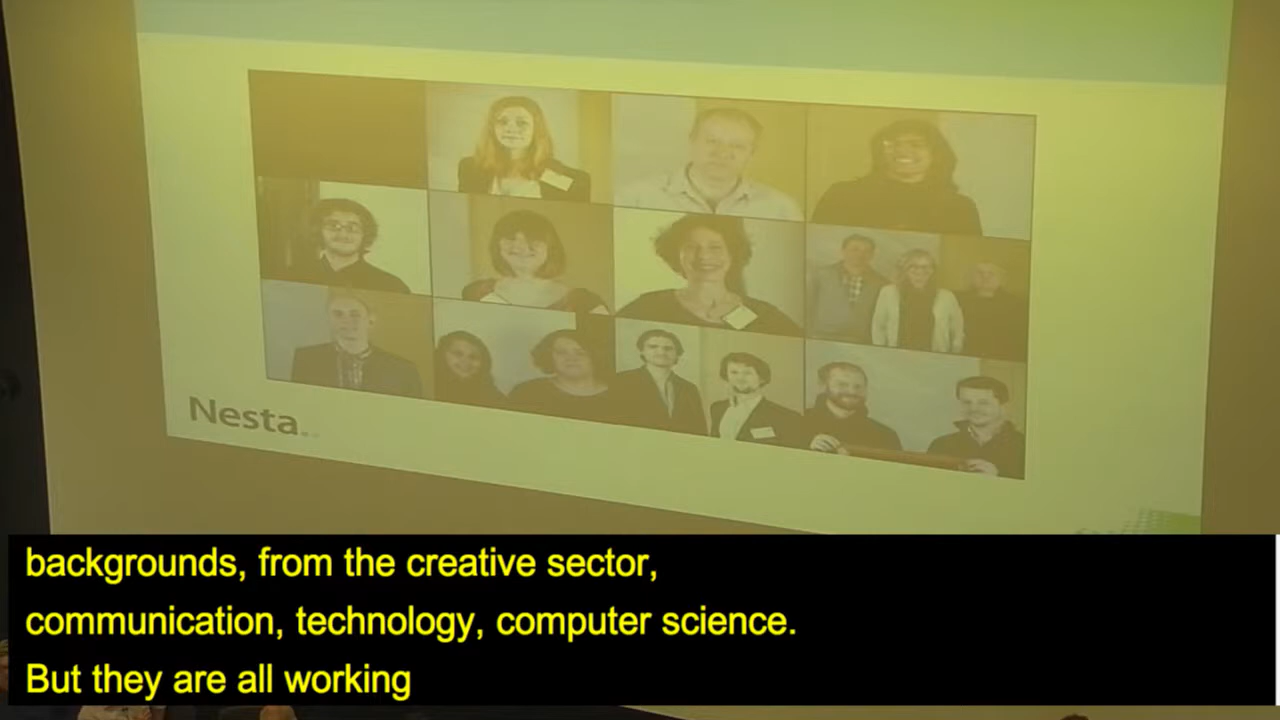 Nesta
backgrounds, from the creative sector,
communication, technology, computer science.
But they are all working